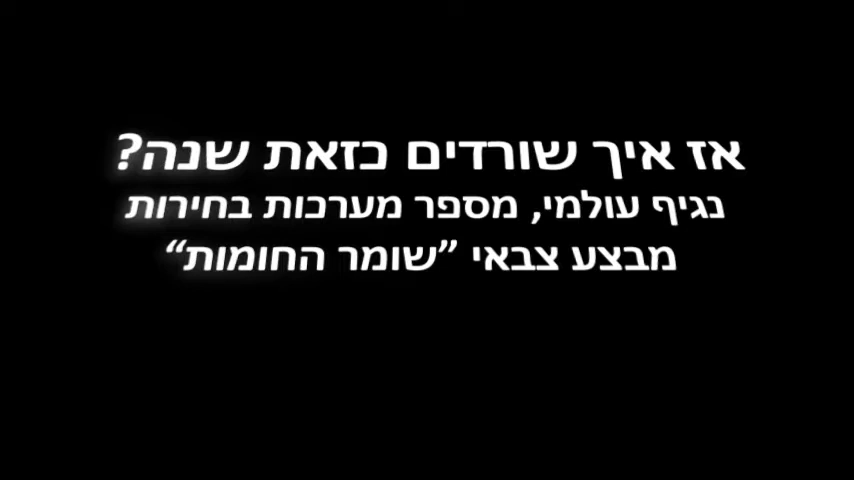 אז איך שורדים כזאת שנה?
נגיף עולמי, מספר מערכות בחירות
מבצע צבאי ”שומר החומות“